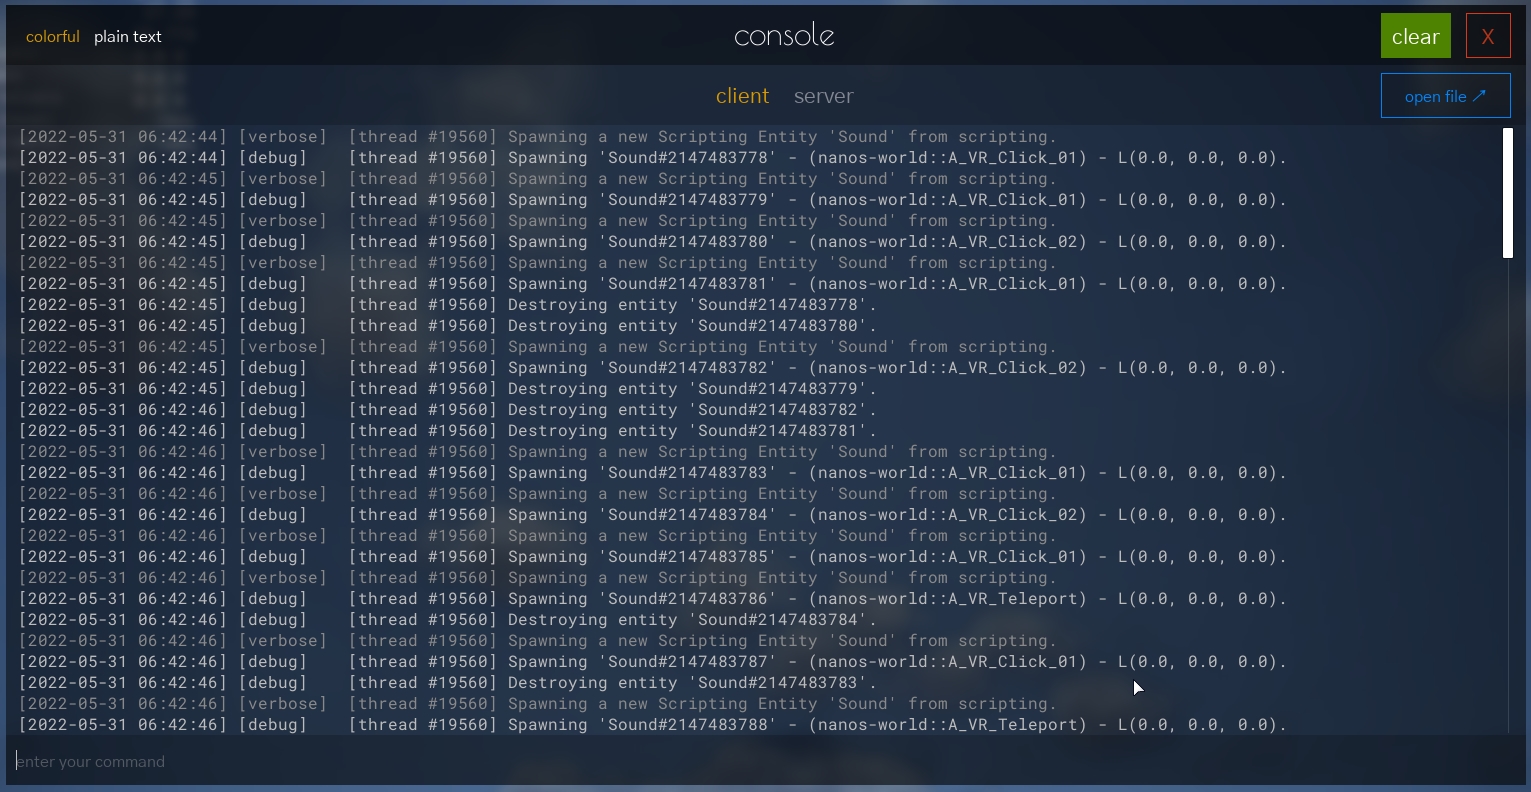 colorful plain text console clear X
client server open file ↗
[2022-05-31 06:42:44] [verbose] [thread #19560] Spawning a new Scripting Entity 'Sound' from scripting.
[2022-05-31 06:42:44] [debug] [thread #19560] Spawning 'Sound#2147483778' - (nanos-world::A_VR_Click_01) - L(0.0, 0.0, 0.0).
[2022-05-31 06:42:45] [verbose] [thread #19560] Spawning a new Scripting Entity 'Sound' from scripting.
[2022-05-31 06:42:45] [debug] [thread #19560] Spawning 'Sound#2147483779' - (nanos-world::A_VR_Click_01) - L(0.0, 0.0, 0.0).
[2022-05-31 06:42:45] [verbose] [thread #19560] Spawning a new Scripting Entity 'Sound' from scripting.
[2022-05-31 06:42:45] [debug] [thread #19560] Spawning 'Sound#2147483780' - (nanos-world::A_VR_Click_02) - L(0.0, 0.0, 0.0).
[2022-05-31 06:42:45] [verbose] [thread #19560] Spawning a new Scripting Entity 'Sound' from scripting.
[2022-05-31 06:42:45] [debug] [thread #19560] Spawning 'Sound#2147483781' - (nanos-world::A_VR_Click_01) - L(0.0, 0.0, 0.0).
[2022-05-31 06:42:45] [debug] [thread #19560] Destroying entity 'Sound#2147483778'.
[2022-05-31 06:42:45] [debug] [thread #19560] Destroying entity 'Sound#2147483780'.
[2022-05-31 06:42:45] [verbose] [thread #19560] Spawning a new Scripting Entity 'Sound' from scripting.
[2022-05-31 06:42:45] [debug] [thread #19560] Spawning 'Sound#2147483782' - (nanos-world::A_VR_Click_02) - L(0.0, 0.0, 0.0).
[2022-05-31 06:42:45] [debug] [thread #19560] Destroying entity 'Sound#2147483779'.
[2022-05-31 06:42:46] [debug] [thread #19560] Destroying entity 'Sound#2147483782'.
[2022-05-31 06:42:46] [debug] [thread #19560] Destroying entity 'Sound#2147483781'.
[2022-05-31 06:42:46] [verbose] [thread #19560] Spawning a new Scripting Entity 'Sound' from scripting.
[2022-05-31 06:42:46] [debug] [thread #19560] Spawning 'Sound#2147483783' - (nanos-world::A_VR_Click_01) - L(0.0, 0.0, 0.0).
[2022-05-31 06:42:46] [verbose] [thread #19560] Spawning a new Scripting Entity 'Sound' from scripting.
[2022-05-31 06:42:46] [debug] [thread #19560] Spawning 'Sound#2147483784' - (nanos-world::A_VR_Click_02) - L(0.0, 0.0, 0.0).
[2022-05-31 06:42:46] [verbose] [thread #19560] Spawning a new Scripting Entity 'Sound' from scripting.
[2022-05-31 06:42:46] [debug] [thread #19560] Spawning 'Sound#2147483785' - (nanos-world::A_VR_Click_01) - L(0.0, 0.0, 0.0).
[2022-05-31 06:42:46] [verbose] [thread #19560] Spawning a new Scripting Entity 'Sound' from scripting.
[2022-05-31 06:42:46] [debug] [thread #19560] Spawning 'Sound#2147483786' - (nanos-world::A_VR_Teleport) - L(0.0, 0.0, 0.0).
[2022-05-31 06:42:46] [debug] [thread #19560] Destroying entity 'Sound#2147483784'.
[2022-05-31 06:42:46] [verbose] [thread #19560] Spawning a new Scripting Entity 'Sound' from scripting.
[2022-05-31 06:42:46] [debug] [thread #19560] Spawning 'Sound#2147483787' - (nanos-world::A_VR_Click_01) - L(0.0, 0.0, 0.0).
[2022-05-31 06:42:46] [debug] [thread #19560] Destroying entity 'Sound#2147483783'.
[2022-05-31 06:42:46] [verbose] [thread #19560] Spawning a new Scripting Entity 'Sound' from scripting.
[2022-05-31 06:42:46] [debug] [thread #19560] Spawning 'Sound#2147483788' - (nanos-world::A_VR_Teleport) - L(0.0, 0.0, 0.0).
enter your command